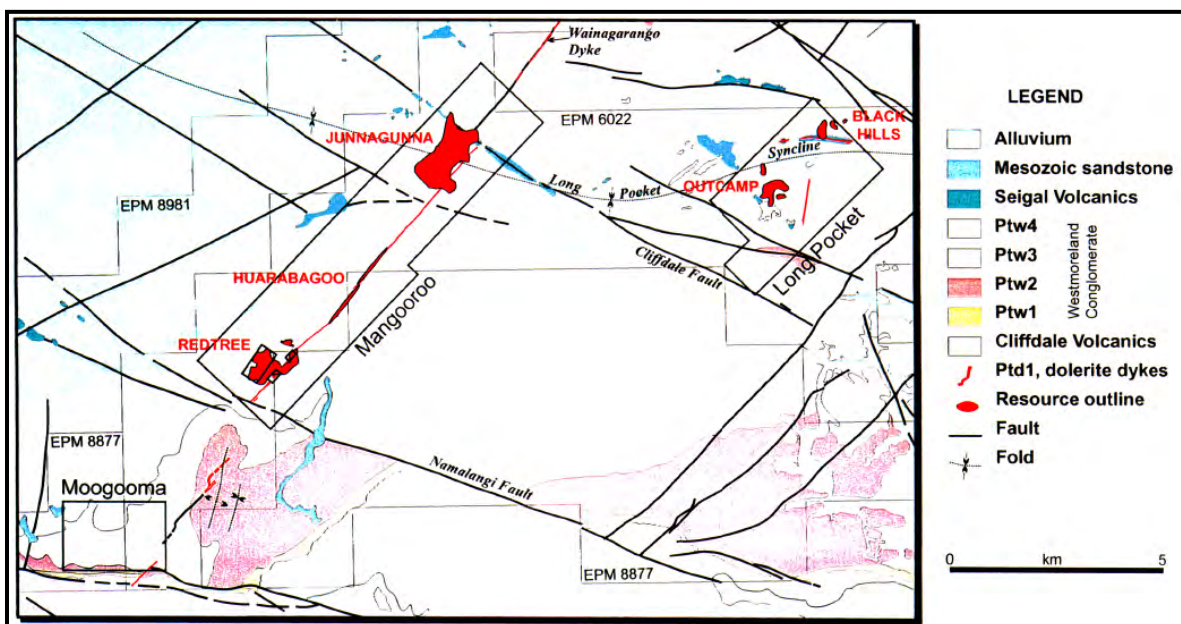 Wainagarango
Dyke
EPM 6022
BLACK
HILLS
JUNNAGUNNA
Syncline
OUTCAMP
Long
Pocket
EPM 8981
Long Pocket
Cliffdale Fault
HUARABAGOO
Mangooroo
REDTREE
EPM 8877
Moogooma
Namalangi Fault
EPM 8877
LEGEND
Alluvium
Mesozoic sandstone
Seigal Volcanics
Ptw4
Ptw3
Ptw2
Ptw1
Westmoreland
Conglomerate
Cliffdale Volcanics
Ptd1, dolerite dykes
Resource outline
Fault
Fold
0 5
km